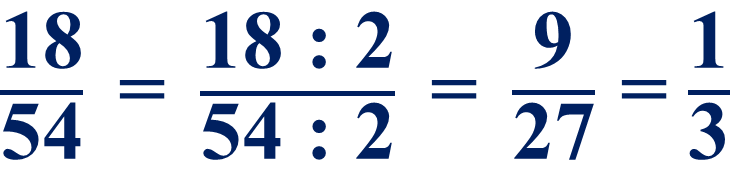 18/54 = 18 : 2/54 : 2 = 9/27 = 1/3